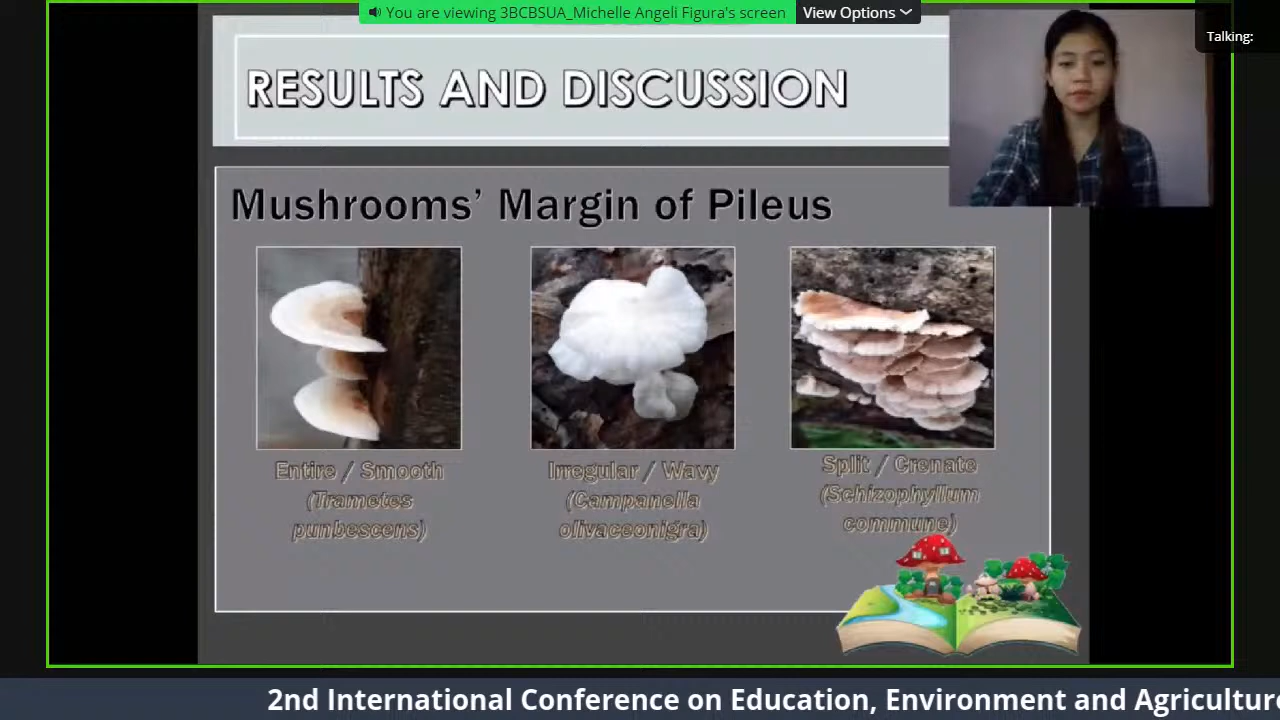 You are viewing 3BCBSUA_Michelle Angeli Figura's screen
View Options
Talking:
RESULTS AND DISCUSSION
Mushrooms' Margin of Pileus
Entire / Smooth
(Trametes
punbescens)
Irregular / Wavy
(Campanella
olivaceonigra)
Split / Crenate
(Schizophyllum
commune)
2nd International Conference on Education, Environment and Agriculture